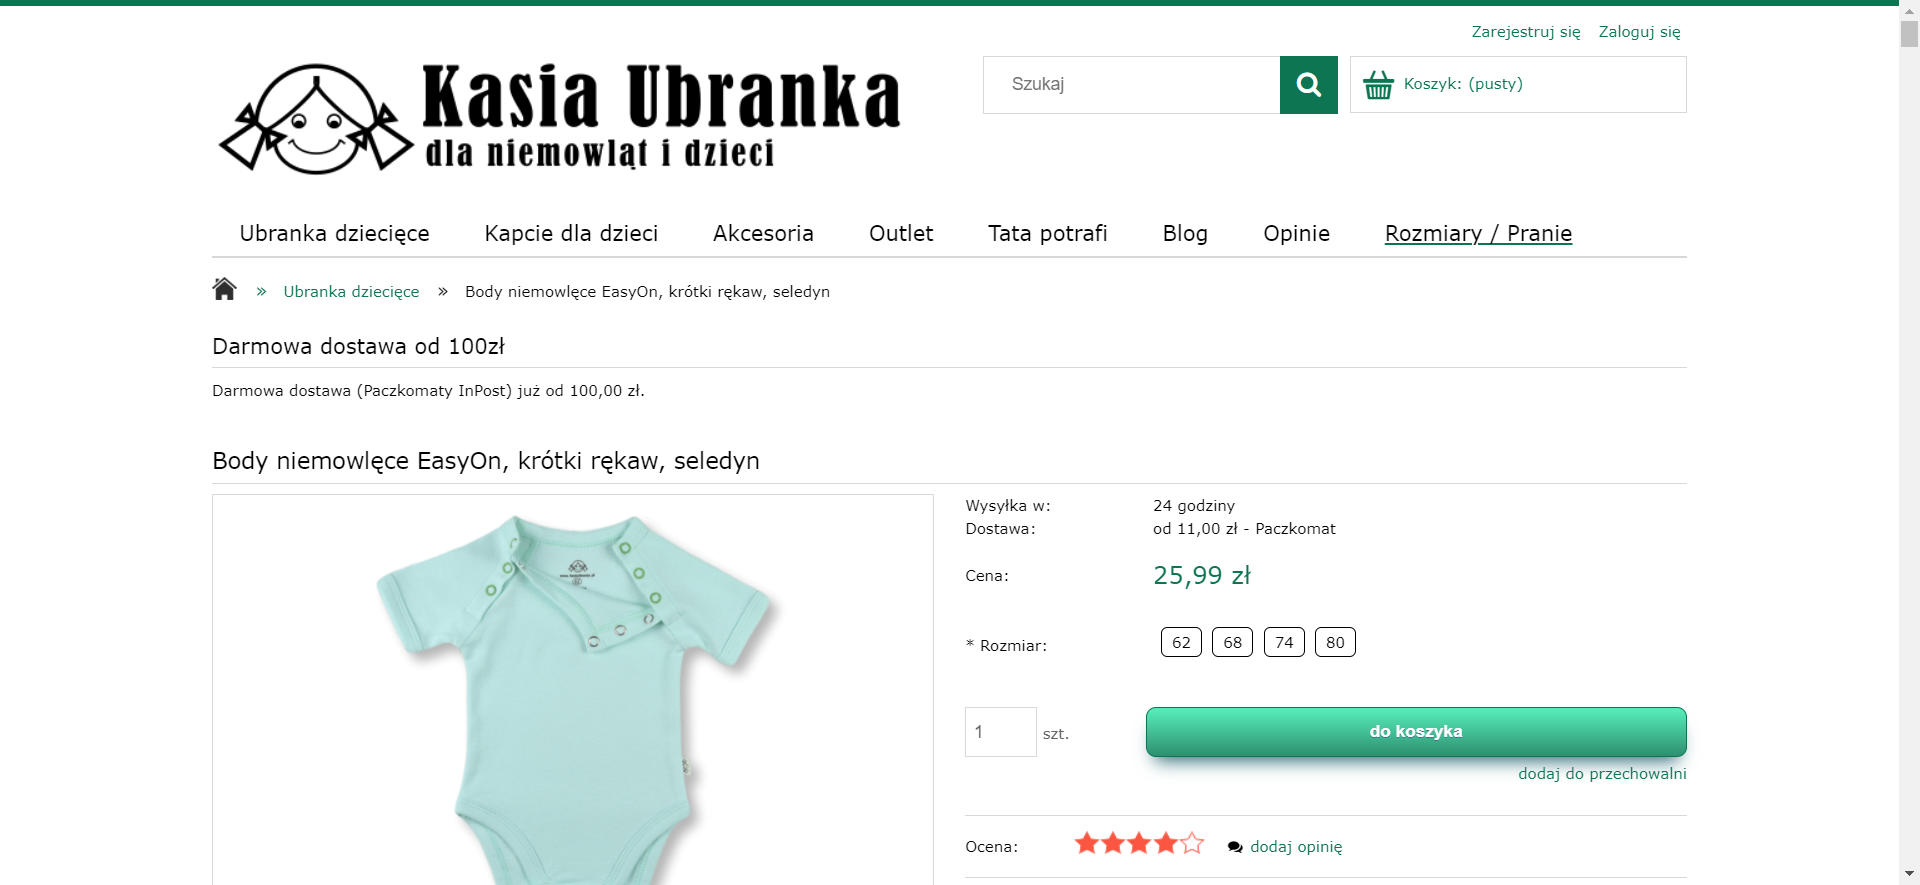 Zarejestruj się Zaloguj się
Kasia Ubranka
dla niemowląt i dzieci
Szukaj
Koszyk: (pusty)
Ubranka dziecięce Kapcie dla dzieci Akcesoria Outlet Tata potrafi Blog Opinie Rozmiary / Pranie
» Ubranka dziecięce » Body niemowlęce EasyOn, krótki rękaw, seledyn
Darmowa dostawa od 100zł
Darmowa dostawa (Paczkomaty InPost) już od 100,00 zł.
Body niemowlęce EasyOn, krótki rękaw, seledyn
Wysyłka w: 24 godziny
Dostawa: od 11,00 zł - Paczkomat
Cena: 25,99 zł
* Rozmiar: 62 68 74 80
1 szt. do koszyka
dodaj do przechowalni
Ocena: dodaj opinię